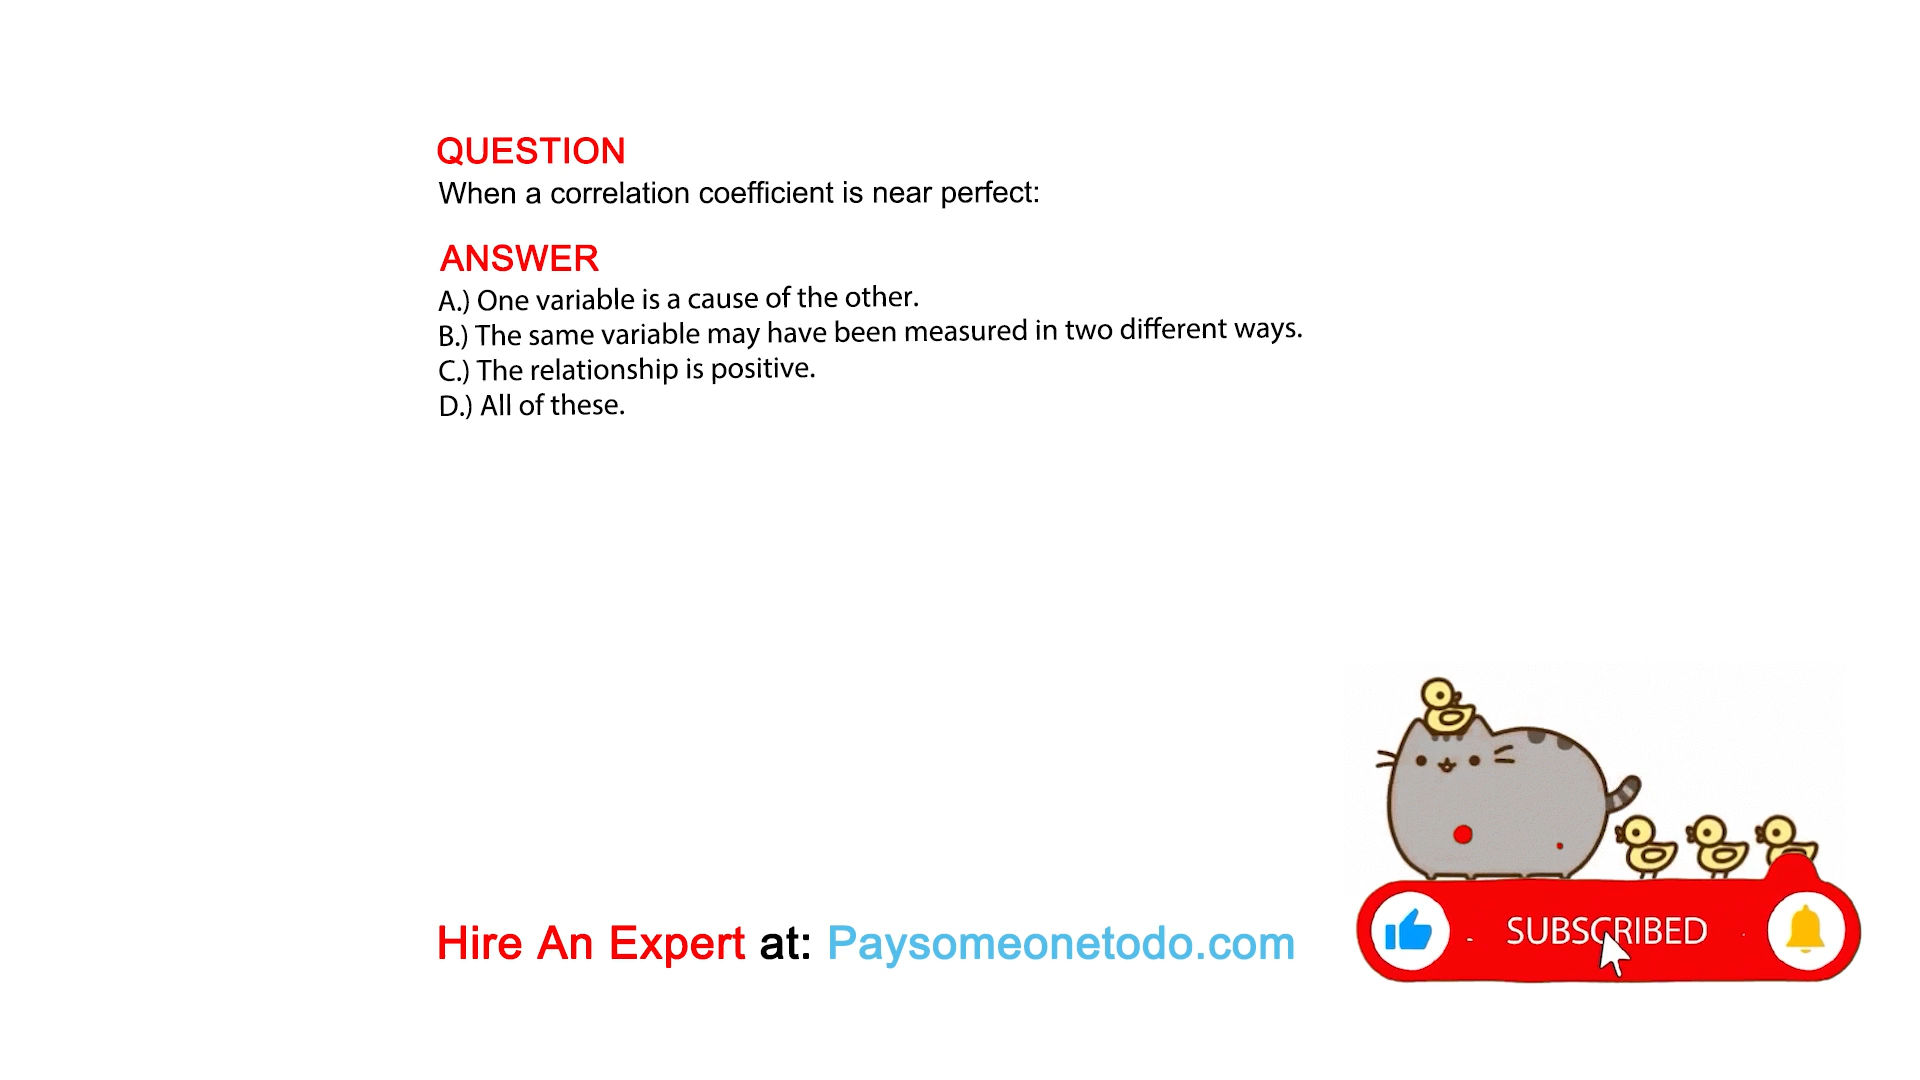 QUESTION
When a correlation coefficient is near perfect:
ANSWER
A.) One variable is a cause of the other.
B.) The same variable may have been measured in two different ways.
C.) The relationship is positive.
D.) All of these.
Hire An Expert at: Paysomeonetodo.com
SUBSCRIBED